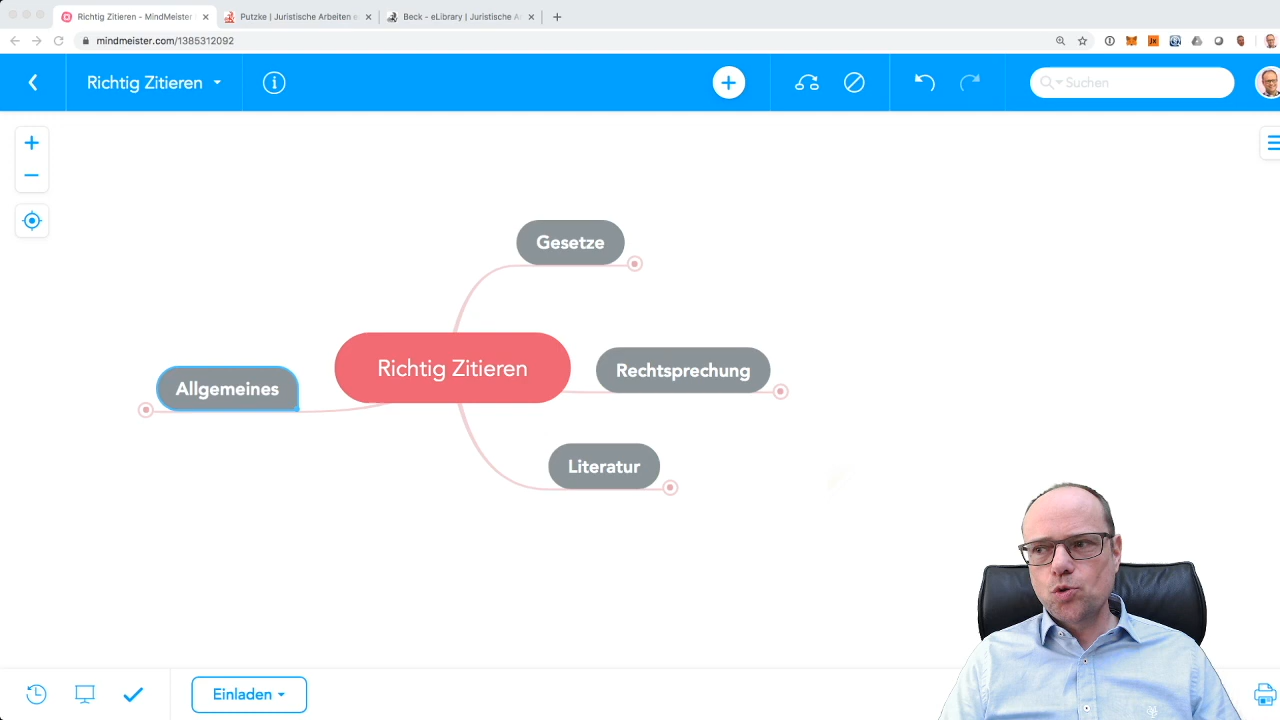 Richtig Zitieren - MindMeister
Putzke | Juristische Arbeiten e
Beck - eLibrary | Juristische A
mindmeister.com/1385312092
Richtig Zitieren
Suchen
Gesetze
Richtig Zitieren
Rechtsprechung
Allgemeines
Literatur
Einladen